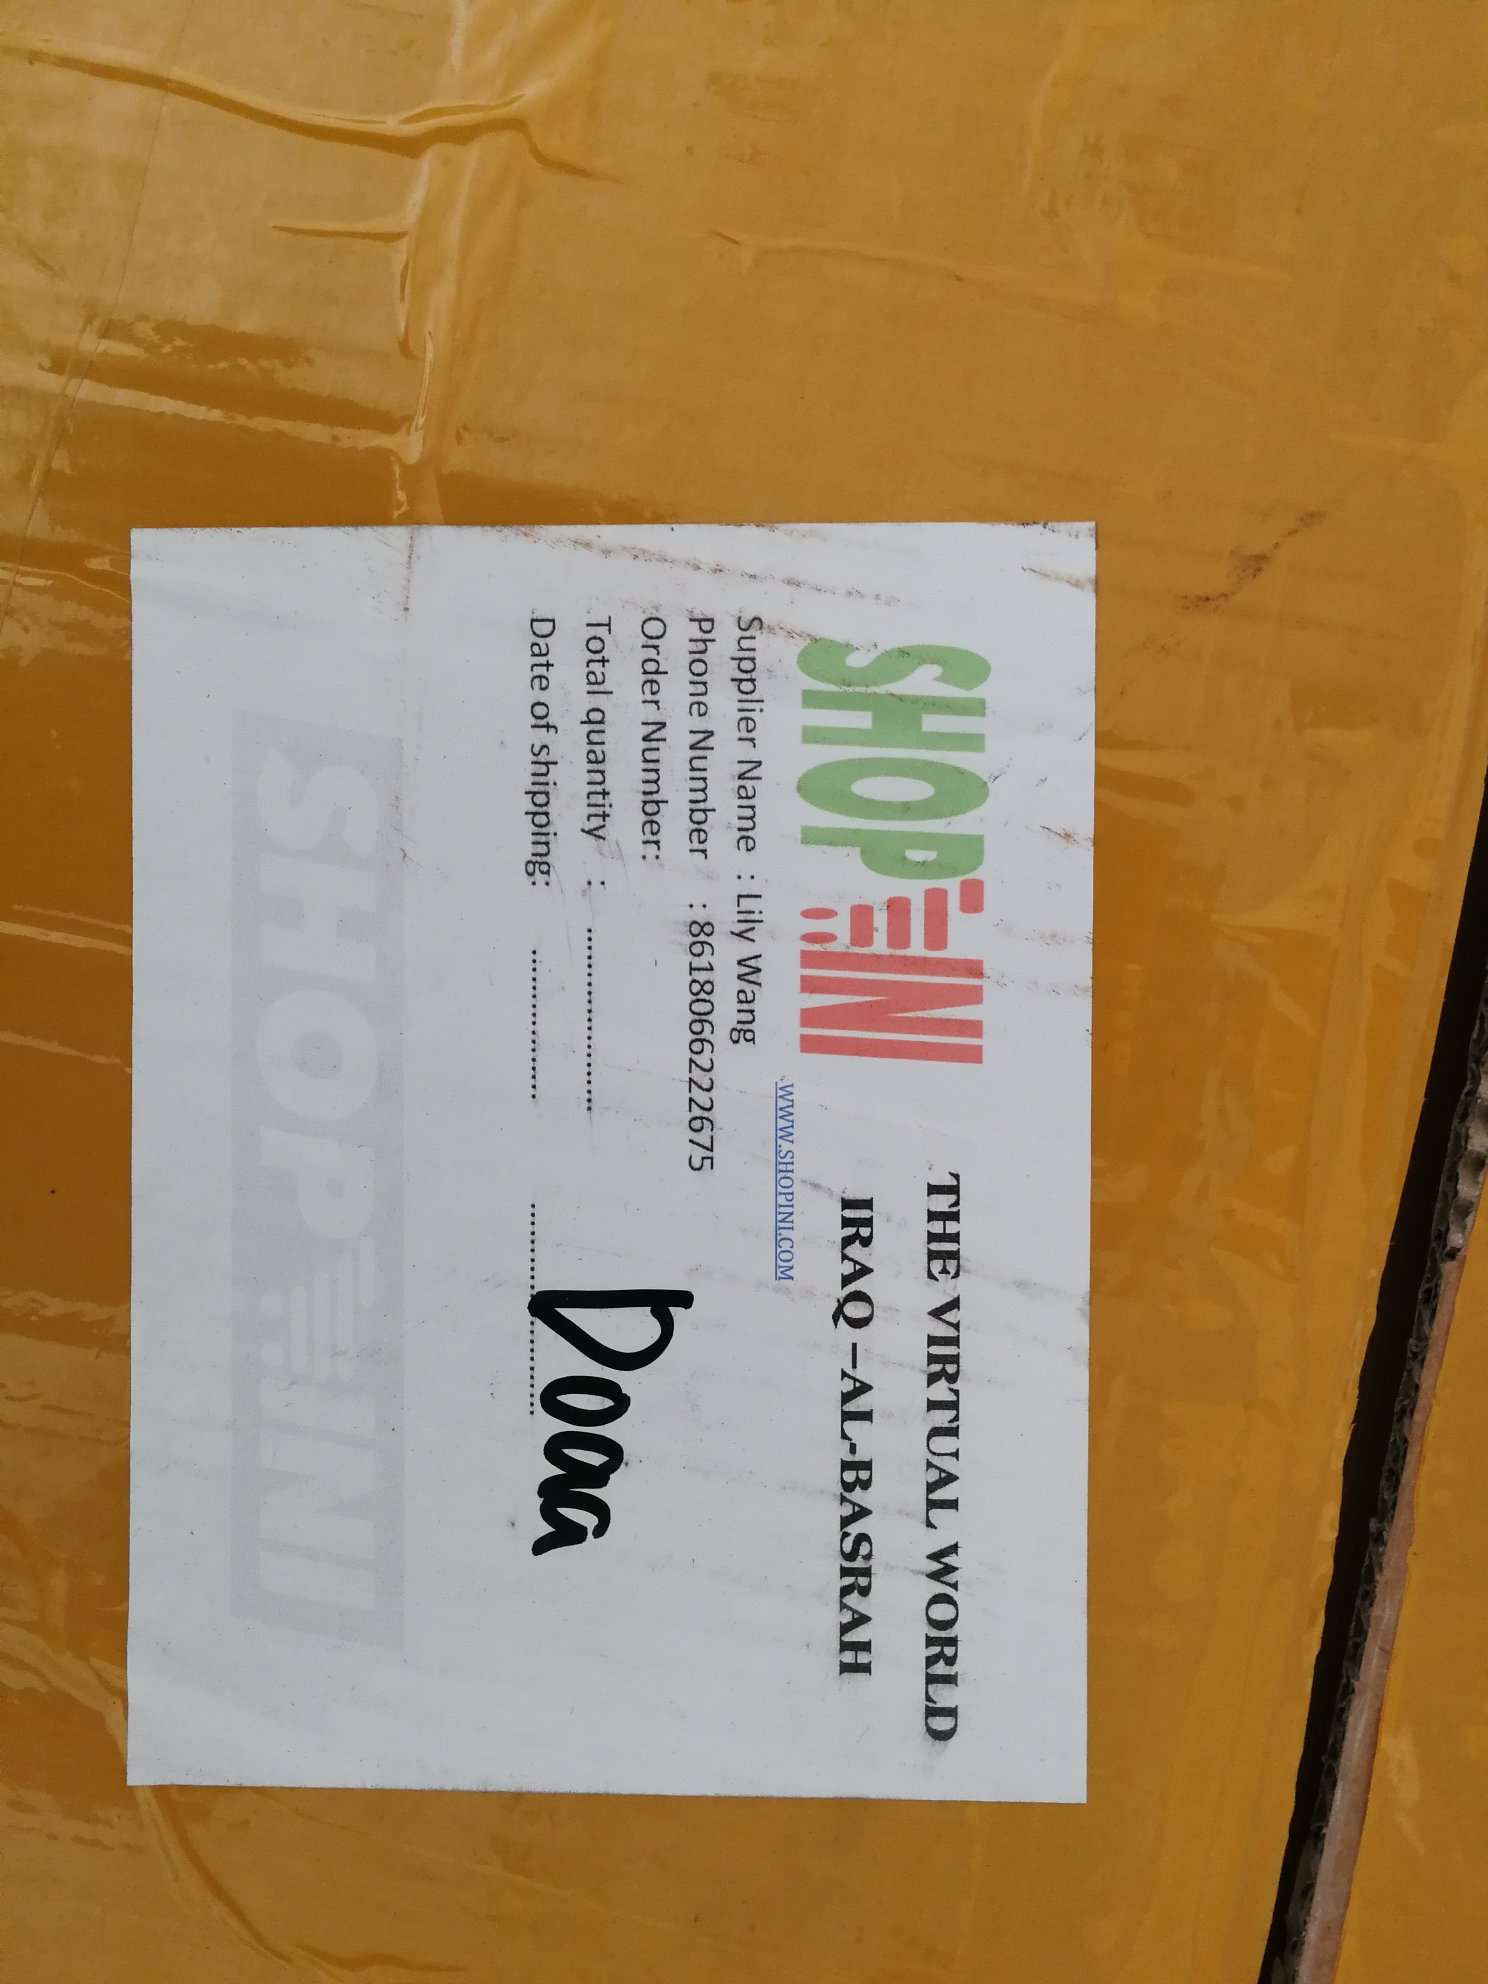 SHOPINI
THE VIRTUAL WORLD
IRAQ –AL-BASRAH
WWW.SHOPINI.COM
Supplier Name : Lily Wang
Phone Number : 8618066222675
Order Number:
Total quantity : ......................
Date of shipping: ................... ...........................
Doaa
SHOPINI